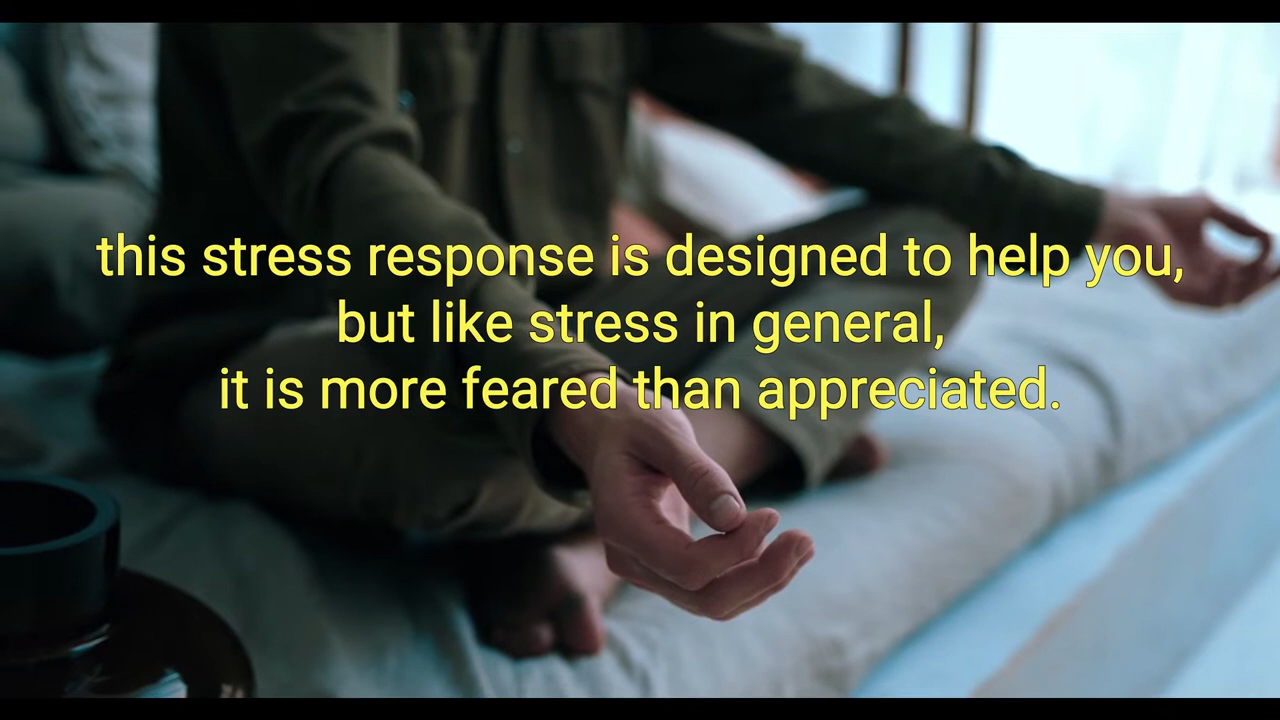 this stress response is designed to help you,
but like stress in general,
it is more feared than appreciated.